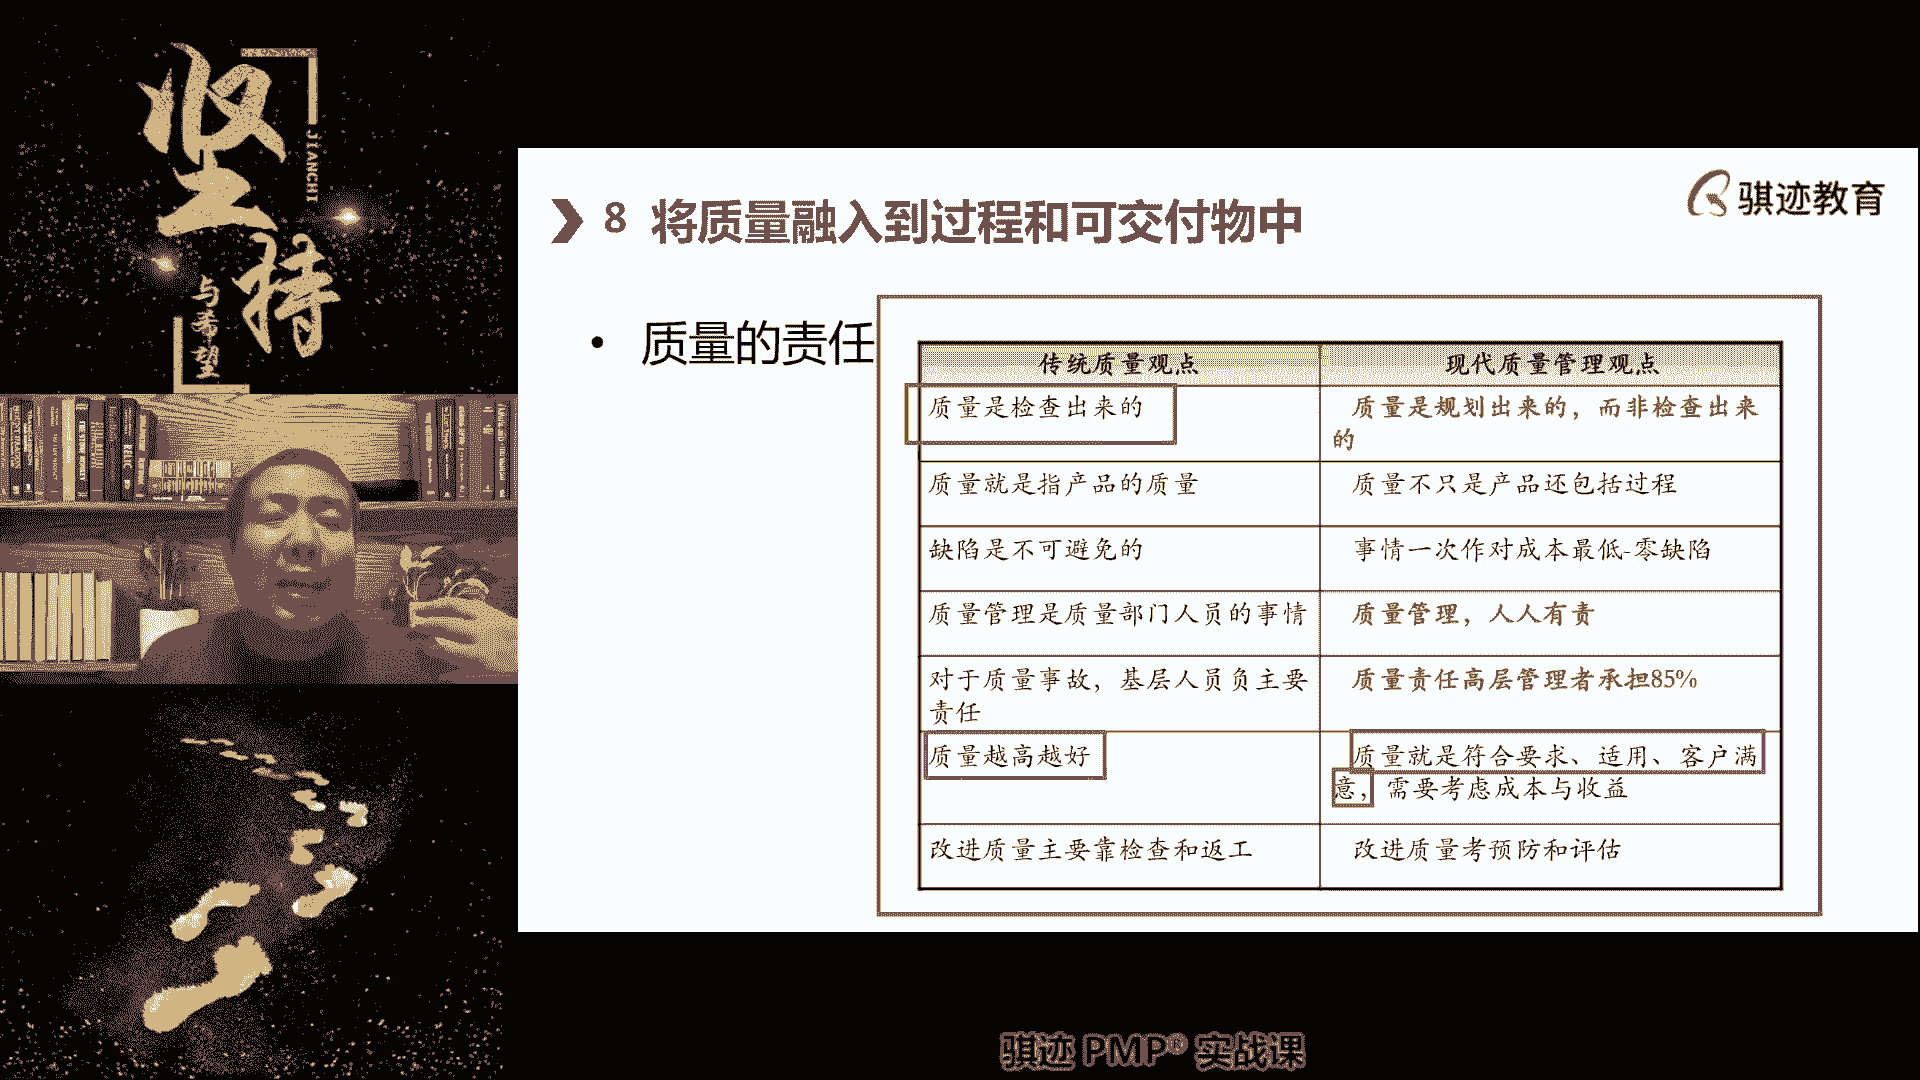 坚持
JIANCHI
与希望
骐迹教育
8 将质量融入到过程和可交付物中
• 质量的责任
传统质量观点
现代质量管理观点
质量是检查出来的
质量是规划出来的，而非检查出来
的
质量就是指产品的质量
质量不只是产品还包括过程
缺陷是不可避免的
事情一次作对成本最低-零缺陷
质量管理是质量部门人员的事情
质量管理，人人有责
对于质量事故，基层人员负主要
责任
质量责任高层管理者承担85%
质量越高越好
质量就是符合要求、适用、客户满
意，需要考虑成本与收益
改进质量主要靠检查和返工
改进质量考预防和评估
骐迹 PMP® 实战课